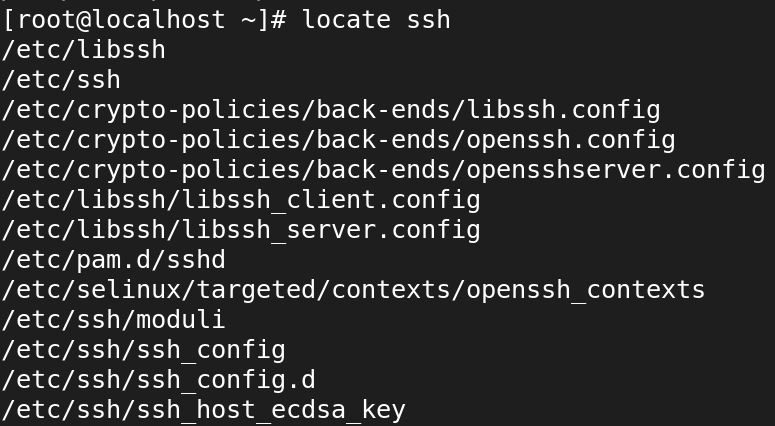 [root@localhost ~]# locate ssh
/etc/libssh
/etc/ssh
/etc/crypto-policies/back-ends/libssh.config
/etc/crypto-policies/back-ends/openssh.config
/etc/crypto-policies/back-ends/opensshserver.config
/etc/libssh/libssh_client.config
/etc/libssh/libssh_server.config
/etc/pam.d/sshd
/etc/selinux/targeted/contexts/openssh_contexts
/etc/ssh/moduli
/etc/ssh/ssh_config
/etc/ssh/ssh_config.d
/etc/ssh/ssh_host_ecdsa_key